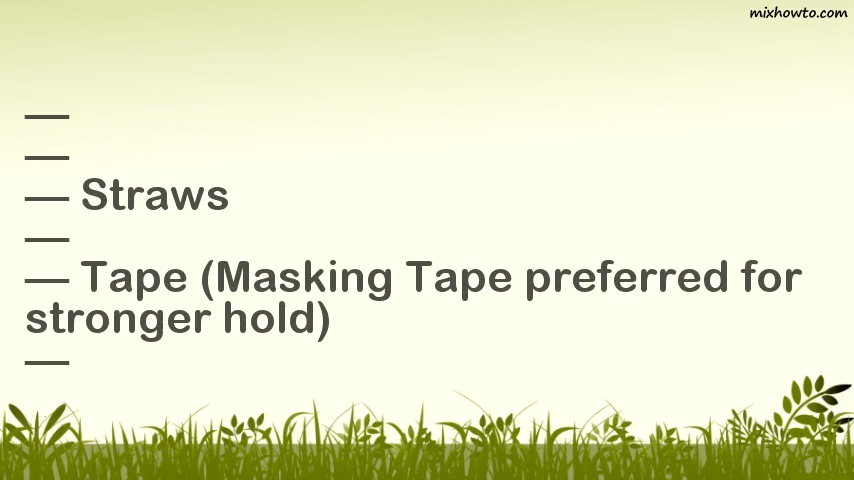 mixhowto.com
—
—
— Straws
—
— Tape (Masking Tape preferred for
stronger hold)
—